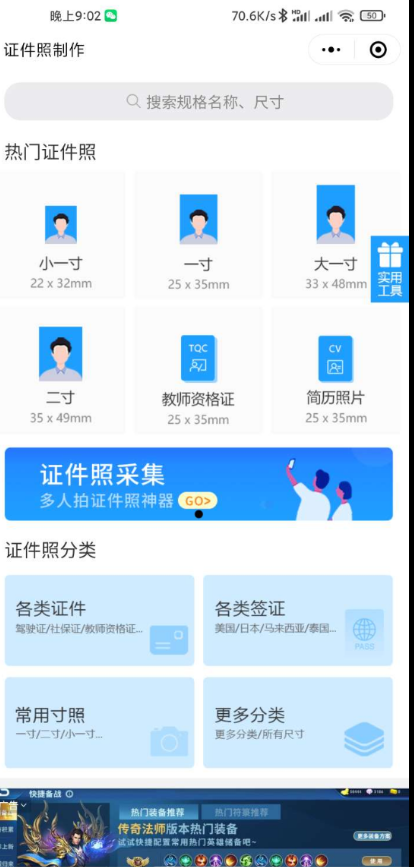 晚上9:02
70.6K/s
HD
50
证件照制作
搜索规格名称、尺寸
热门证件照
小一寸
22 x 32mm
一寸
25 x 35mm
大一寸
33 x 48mm
实用
工具
二寸
35 x 49mm
TQC
教师资格证
25 x 35mm
CV
简历照片
25 x 35mm
证件照采集
多人拍证件照神器
GO>
证件照分类
各类证件
驾驶证/社保证/教师资格证...
各类签证
美国/日本/马来西亚/泰国...
PASS
常用寸照
一寸/二寸/小一寸...
更多分类
更多分类/所有尺寸
快捷备战
广告
热门装备推荐
热门符策推荐
传奇法师版本热门装备
试试快捷配置常用热门英雄储备吧~
更多装备方案
使用